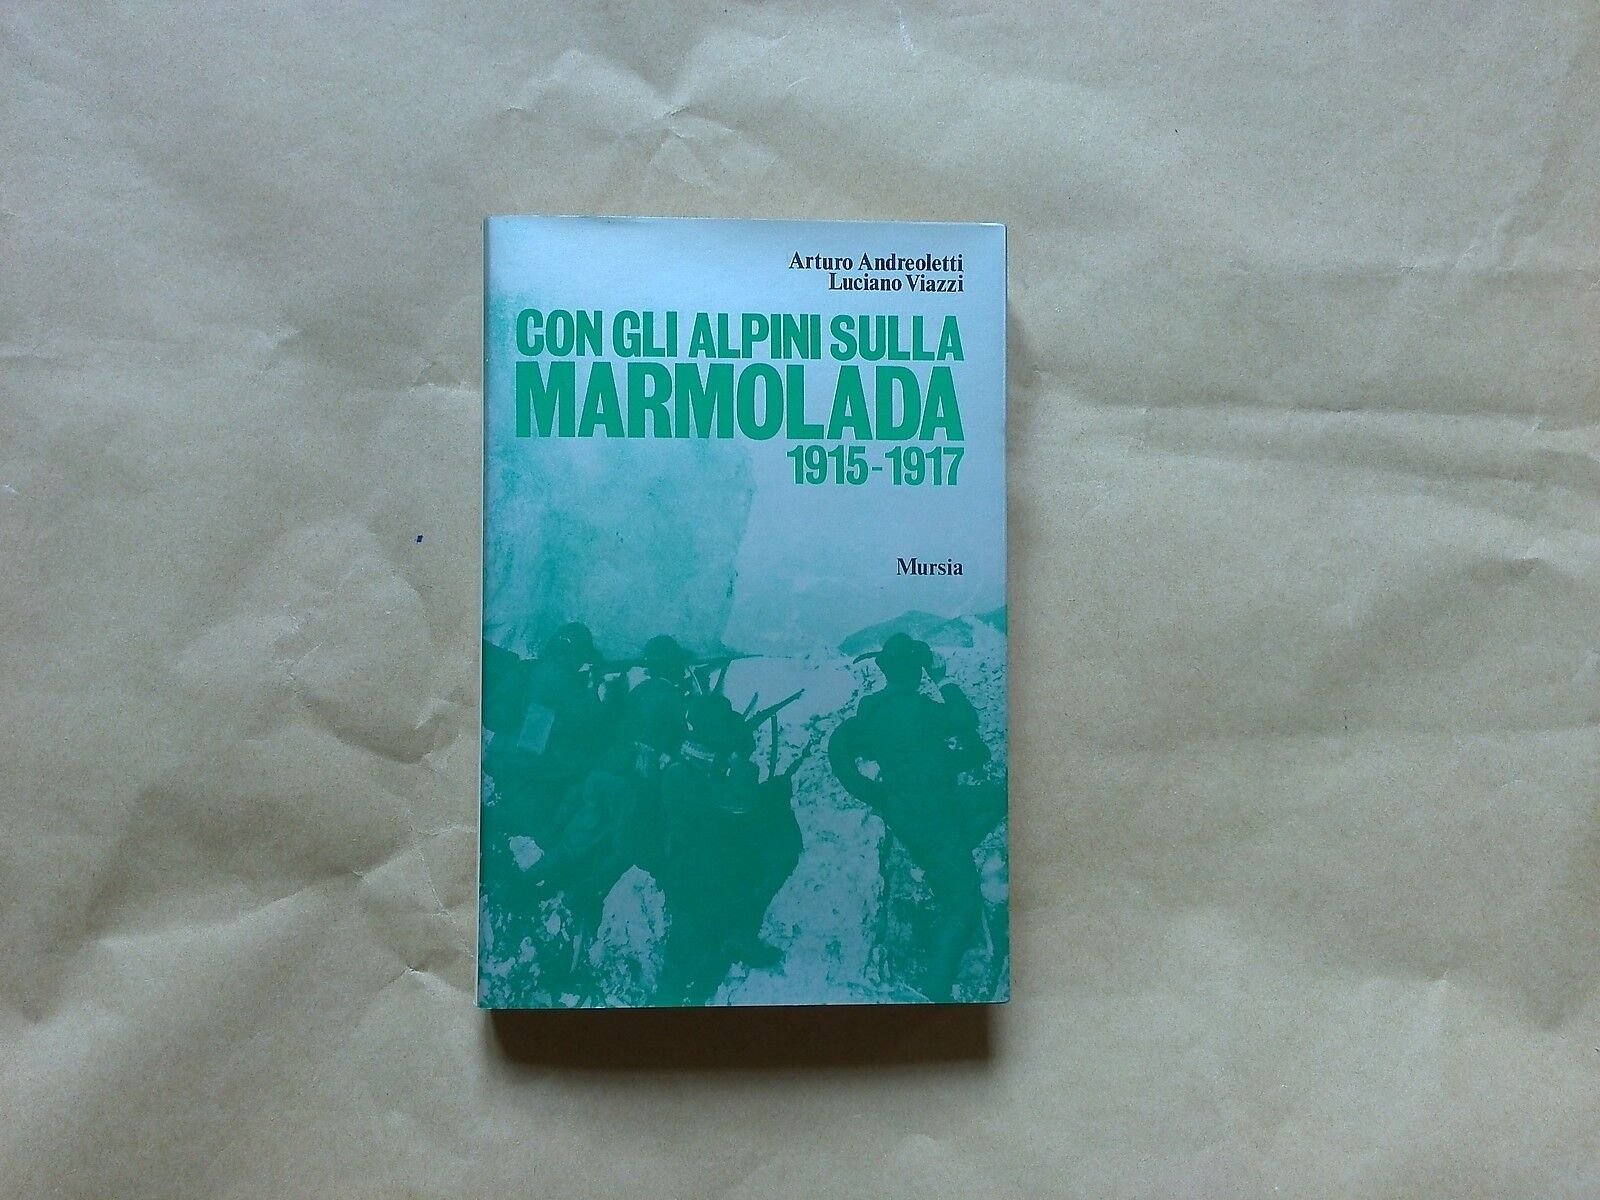 Arturo Andreoletti
Luciano Viazzi
CON GLI ALPINI SULLA
MARMOLADA
1915-1917
Mursia